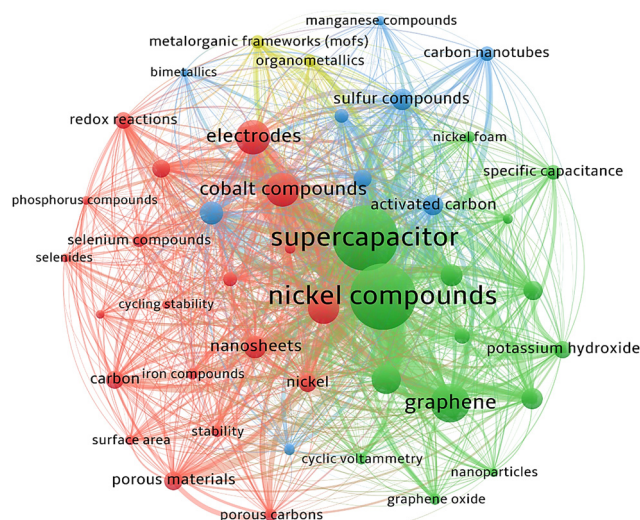 manganese compounds
metalorganic frameworks (mofs)
carbon nanotubes
organometallics
bimetallics
sulfur compounds
redox reactions
electrodes
nickel foam
specific capacitance
cobalt compounds
phosphorus compounds
activated carbon
supercapacitor
selenium compounds
selenides
nickel compounds
cycling stability
nanosheets
potassium hydroxide
iron compounds
carbon
nickel
graphene
stability
surface area
cyclic voltammetry
nanoparticles
porous materials
graphene oxide
porous carbons